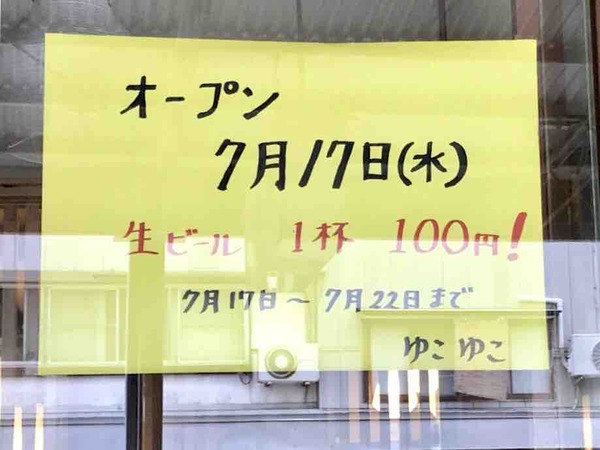 オープン
7月17日(水)
生ビール 1杯 100円!
7月17日～7月22日まで
ゆこゆこ